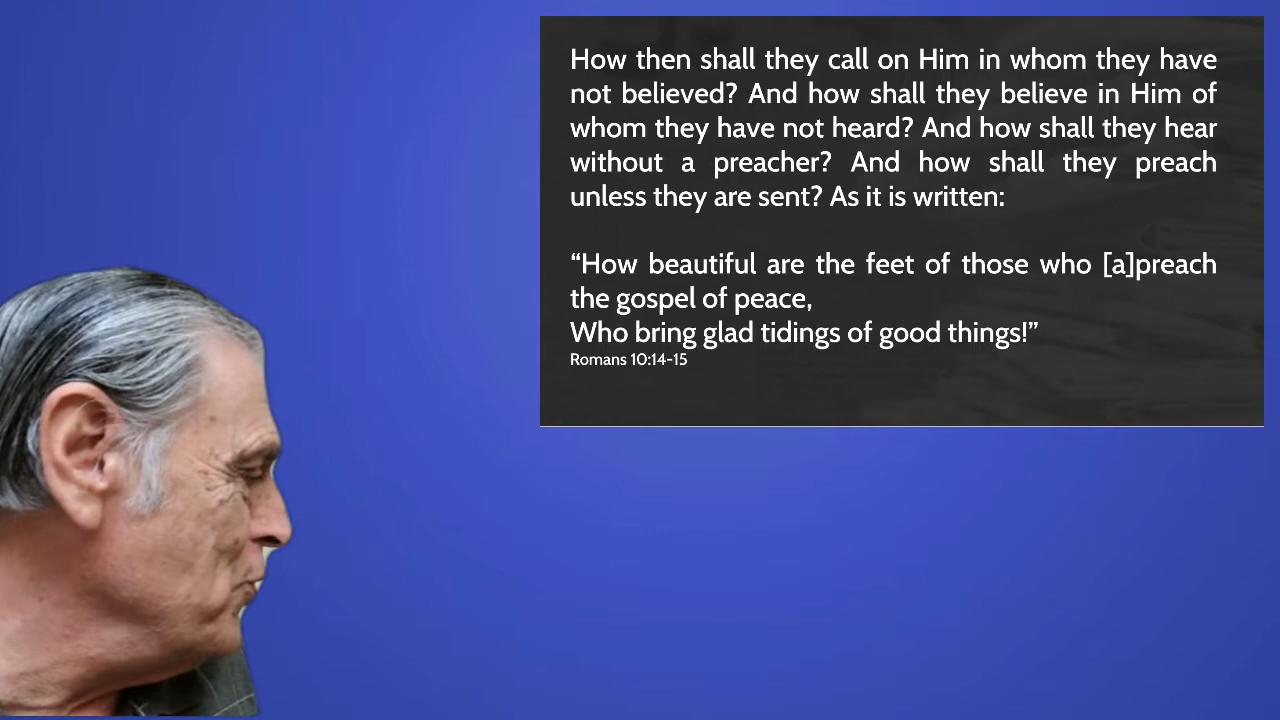 How then shall they call on Him in whom they have
not believed? And how shall they believe in Him of
whom they have not heard? And how shall they hear
without a preacher? And how shall they preach
unless they are sent? As it is written:
“How beautiful are the feet of those who [a]preach
the gospel of peace,
Who bring glad tidings of good things!”
Romans 10:14-15